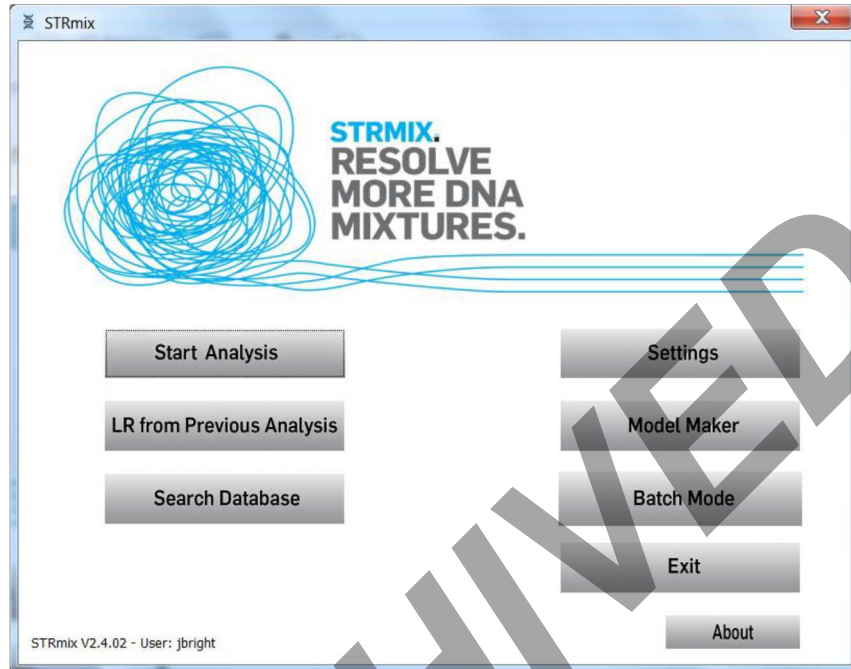 STRmix
STRMIX.
RESOLVE
MORE DNA
MIXTURES.
Start Analysis
Settings
LR from Previous Analysis
Model Maker
Search Database
Batch Mode
Exit
About
STRmix V2.4.02 - User: jbright
HIVED